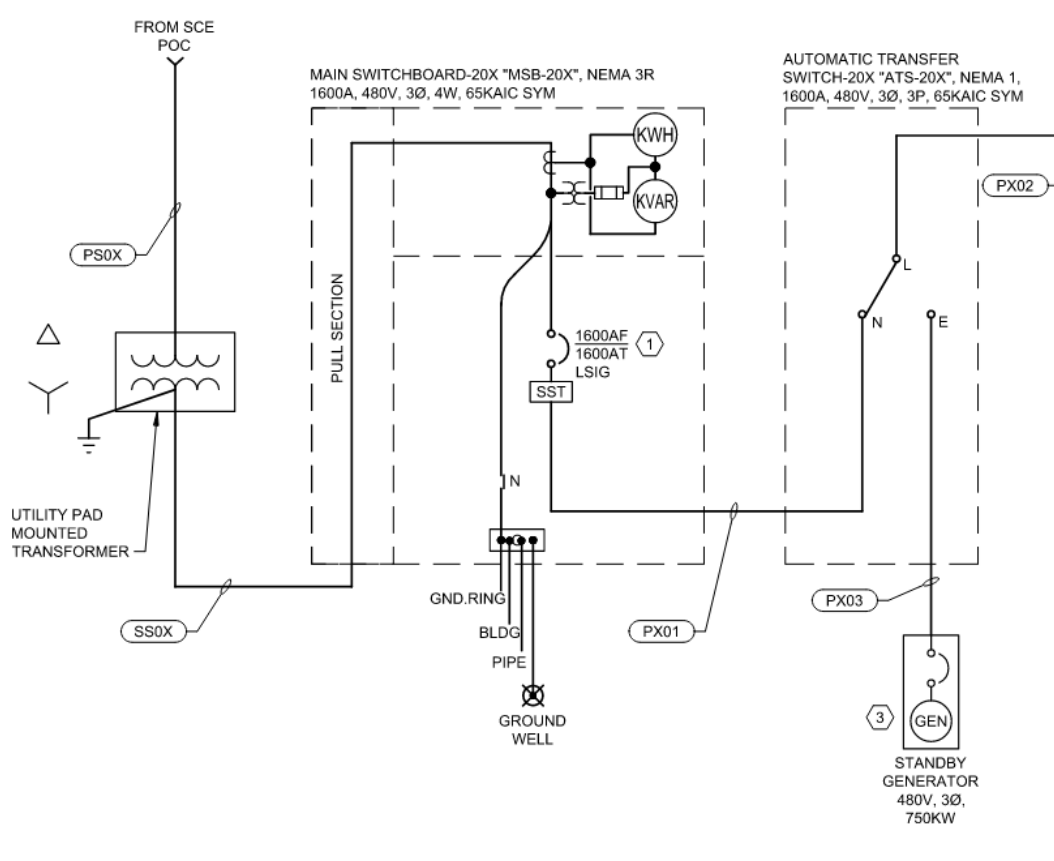 FROM SCE
POC
MAIN SWITCHBOARD-20X "MSB-20X", NEMA 3R
1600A, 480V, 3Ø, 4W, 65KAIC SYM
AUTOMATIC TRANSFER
SWITCH-20X "ATS-20X", NEMA 1,
1600A, 480V, 3Ø, 3P, 65KAIC SYM
KWH
KVAR
PX02
PS0X
L
N
E
PULL SECTION
1600AF
1600AT
LSIG
1
SST
N
UTILITY PAD
MOUNTED
TRANSFORMER
GND.RING
BLDG
PIPE
GROUND
WELL
SS0X
PX01
PX03
3
GEN
STANDBY
GENERATOR
480V, 3Ø,
750KW